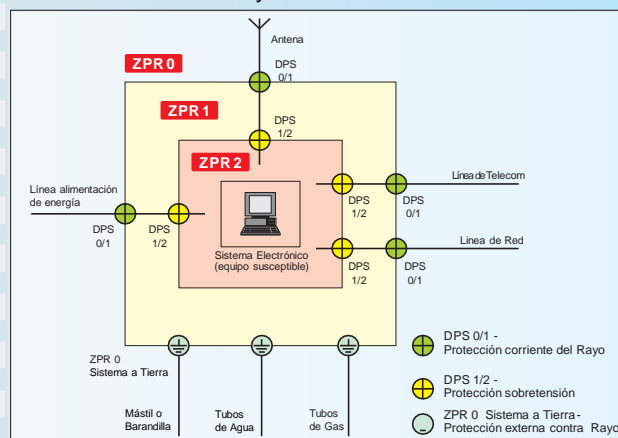 Antena
ZPR 0
DPS
0/1
ZPR 1
DPS
1/2
ZPR 2
Línea alimentación
de energía
Linea de Telecom
DPS
0/1
DPS
1/2
DPS
1/2
DPS
0/1
Sistema Electrónico
(equipo susceptible)
Linea de Red
DPS
1/2
DPS
0/1
ZPR 0
Sistema a Tierra
Mástil o
Barandilla
Tubos
de Agua
Tubos
de Gas
DPS 0/1 -
Protección corriente del Rayo
DPS 1/2 -
Protección sobretensión
ZPR 0 Sistema a Tierra-
Protección externa contra Rayo